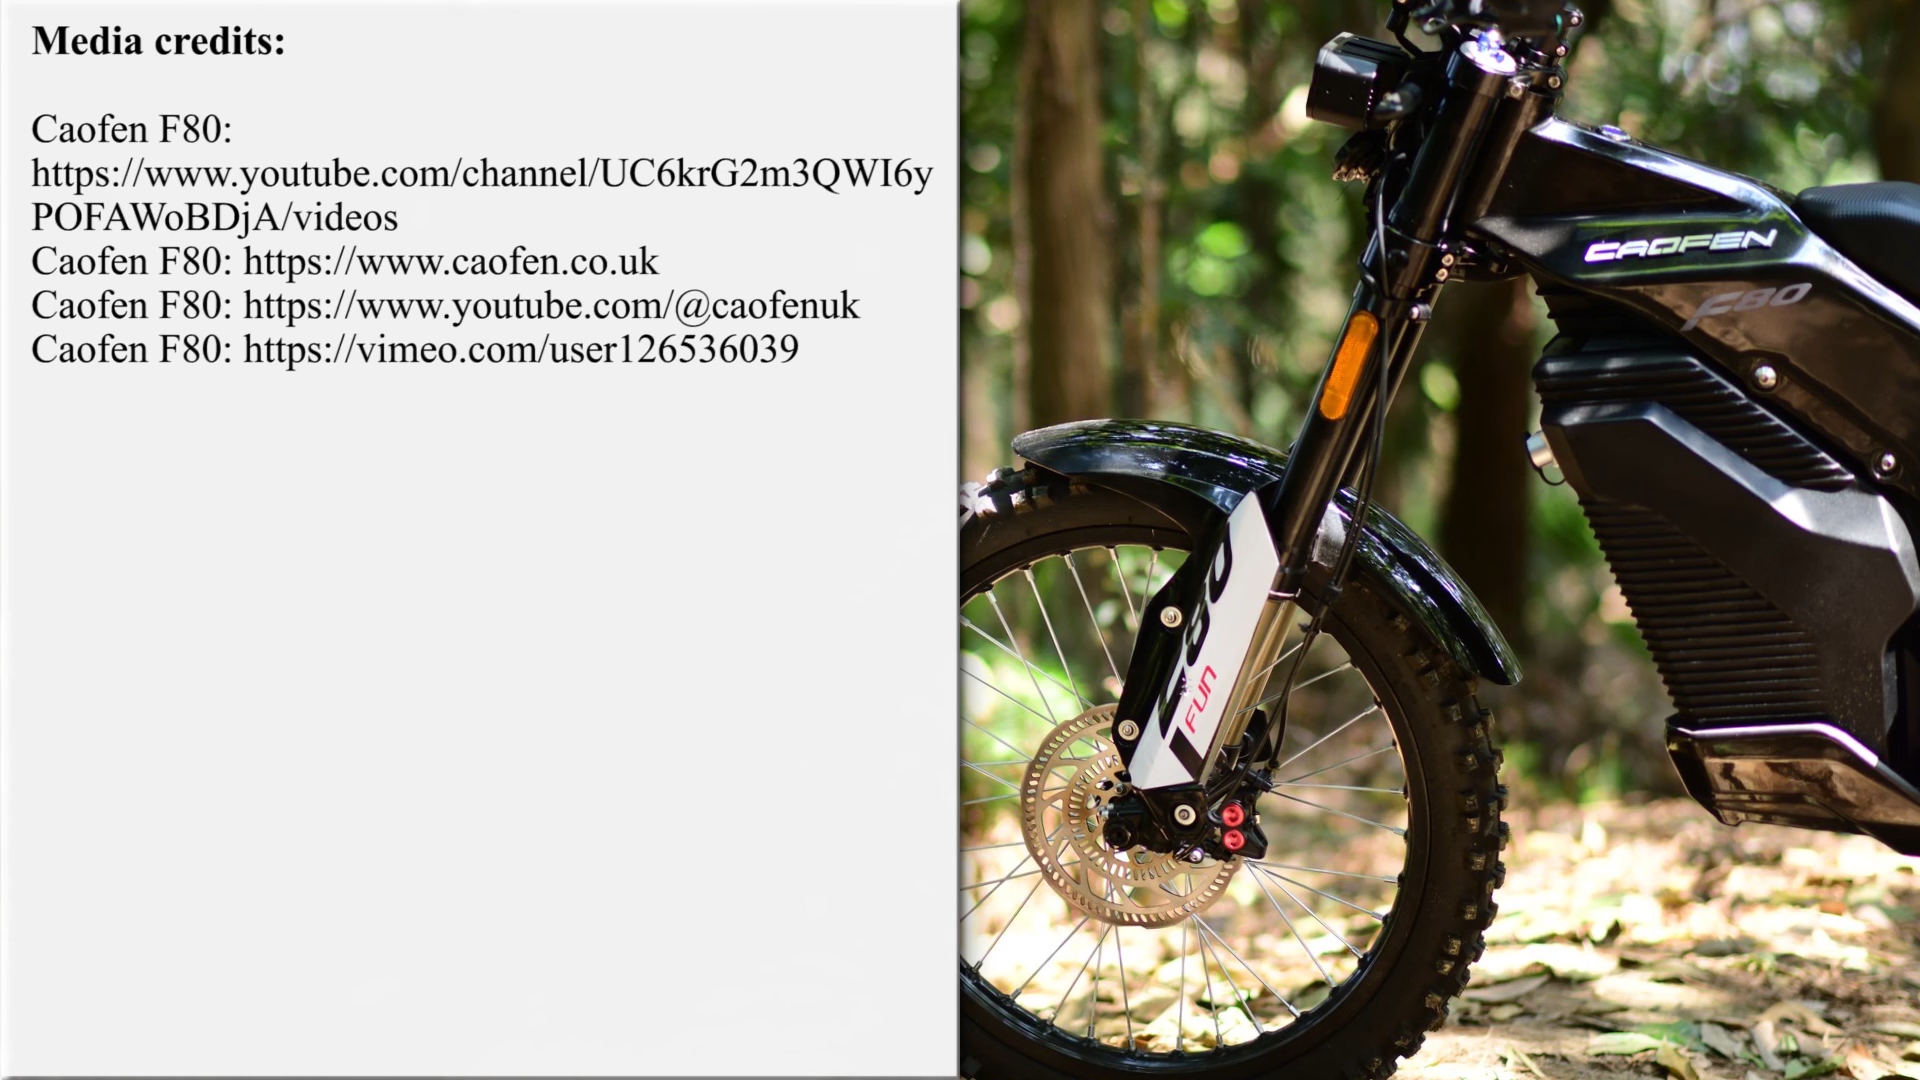 Media credits:
Caofen F80:
https://www.youtube.com/channel/UC6krG2m3QWI6y
POFAWoBDjA/videos
Caofen F80: https://www.caofen.co.uk
Caofen F80: https://www.youtube.com/@caofenuk
Caofen F80: https://vimeo.com/user126536039
CAOFEN
F80
F80
FUN